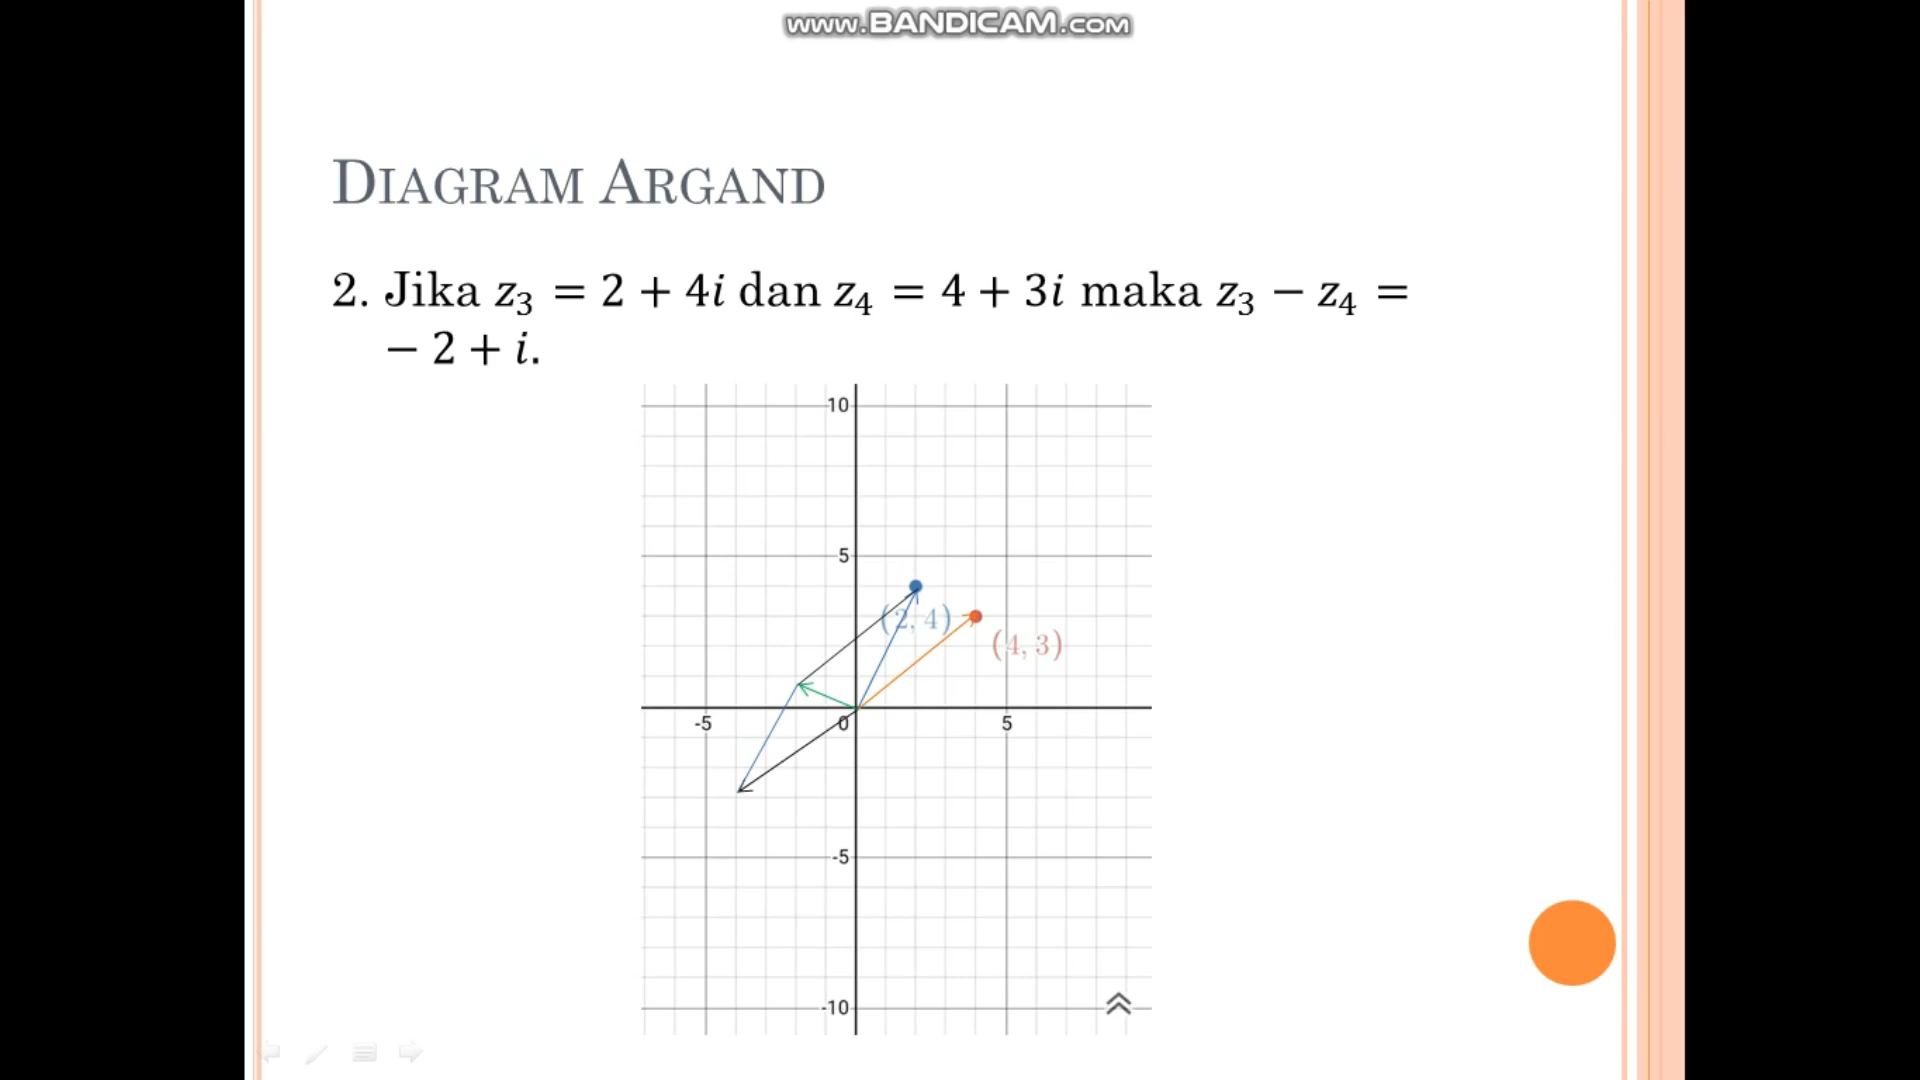 www.BANDICAM.com
DIAGRAM ARGAND
2. Jika z₃ = 2 + 4i dan z₄ = 4 + 3i maka z₃ − z₄ =
− 2 + i.
10
5
(2, 4)
(4, 3)
-5
0
5
-5
-10